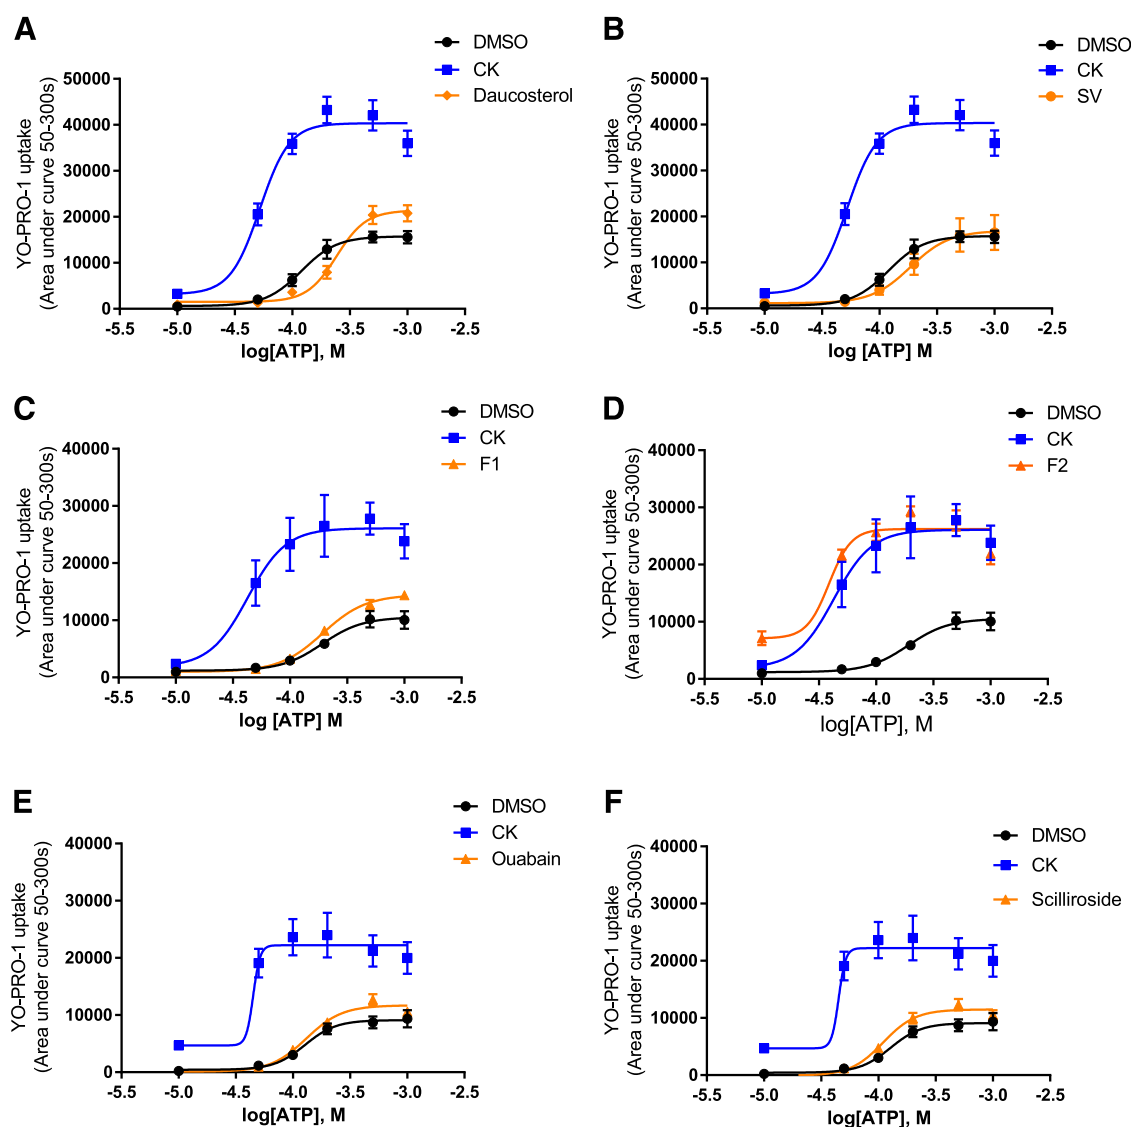 A
DMSO
CK
Daucosterol
YO-PRO-1 uptake
(Area under curve 50-300s)
50000
40000
30000
20000
10000
0
-5.5 -5.0 -4.5 -4.0 -3.5 -3.0 -2.5
log[ATP], M
B
DMSO
CK
SV
YO-PRO-1 uptake
(Area under curve 50-300s)
50000
40000
30000
20000
10000
0
-5.5 -5.0 -4.5 -4.0 -3.5 -3.0 -2.5
log [ATP] M
C
DMSO
CK
F1
YO-PRO-1 uptake
(Area under curve 50-300s)
40000
30000
20000
10000
0
-5.5 -5.0 -4.5 -4.0 -3.5 -3.0 -2.5
log [ATP] M
D
DMSO
CK
F2
YO-PRO-1 uptake
(Area under curve 50-300s)
40000
30000
20000
10000
0
-5.5 -5.0 -4.5 -4.0 -3.5 -3.0 -2.5
log[ATP], M
E
DMSO
CK
Ouabain
YO-PRO-1 uptake
(Area under curve 50-300s)
40000
30000
20000
10000
0
-5.5 -5.0 -4.5 -4.0 -3.5 -3.0 -2.5
log[ATP], M
F
DMSO
CK
Scilliroside
YO-PRO-1 uptake
(Area under curve 50-300s)
40000
30000
20000
10000
0
-5.5 -5.0 -4.5 -4.0 -3.5 -3.0 -2.5
log[ATP], M